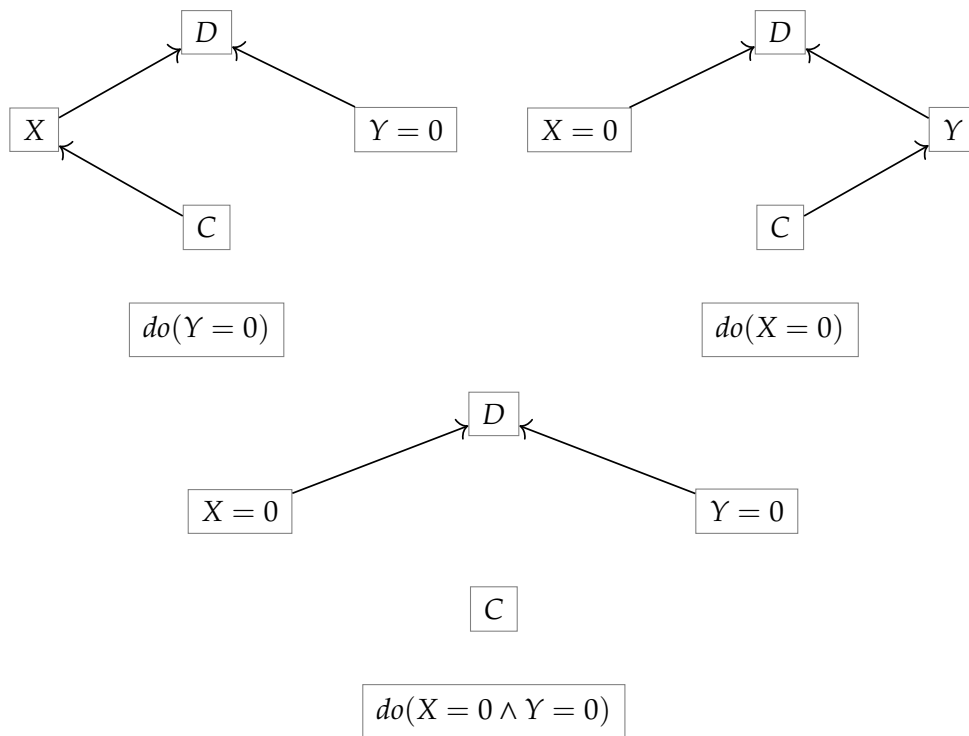 D
D
X
Y = 0
X = 0
Y
C
C
do(Y = 0)
do(X = 0)
D
X = 0
Y = 0
C
do(X = 0 ∧ Y = 0)